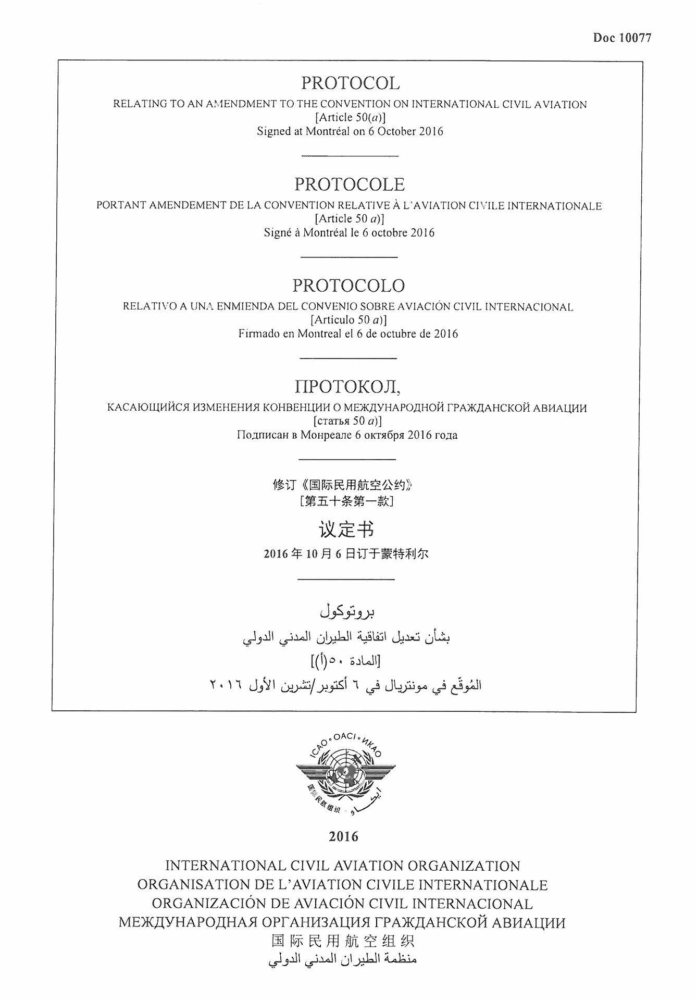 Doc 10077
PROTOCOL
RELATING TO AN AMENDMENT TO THE CONVENTION ON INTERNATIONAL CIVIL AVIATION
[Article 50(a)]
Signed at Montréal on 6 October 2016
PROTOCOLE
PORTANT AMENDEMENT DE LA CONVENTION RELATIVE À L'AVIATION CIVILE INTERNATIONALE
[Article 50 a)]
Signé à Montréal le 6 octobre 2016
PROTOCOLO
RELATIVO A UNA ENMIENDA DEL CONVENIO SOBRE AVIACIÓN CIVIL INTERNACIONAL
[Artículo 50 a)]
Firmado en Montreal el 6 de octubre de 2016
ПРОТОКОЛ,
КАСАЮЩИЙСЯ ИЗМЕНЕНИЯ КОНВЕНЦИИ О МЕЖДУНАРОДНОЙ ГРАЖДАНСКОЙ АВИАЦИИ
[статья 50 a)]
Подписан в Монреале 6 октября 2016 года
修订《国际民用航空公约》
[第五十条第一款]
议定书
2016 年 10 月 6 日订于蒙特利尔
بروتوكول
بشأن تعديل اتفاقية الطيران المدني الدولي
[المادة ٥٠(أ)]
المُوقَّع في مونتريال في ٦ أكتوبر/تشرين الأول ٢٠١٦
ICAO • OACI • ИКАО
国际民航组织 ايكاو
2016
INTERNATIONAL CIVIL AVIATION ORGANIZATION
ORGANISATION DE L'AVIATION CIVILE INTERNATIONALE
ORGANIZACIÓN DE AVIACIÓN CIVIL INTERNACIONAL
МЕЖДУНАРОДНАЯ ОРГАНИЗАЦИЯ ГРАЖДАНСКОЙ АВИАЦИИ
国际民用航空组织
منظمة الطيران المدني الدولي